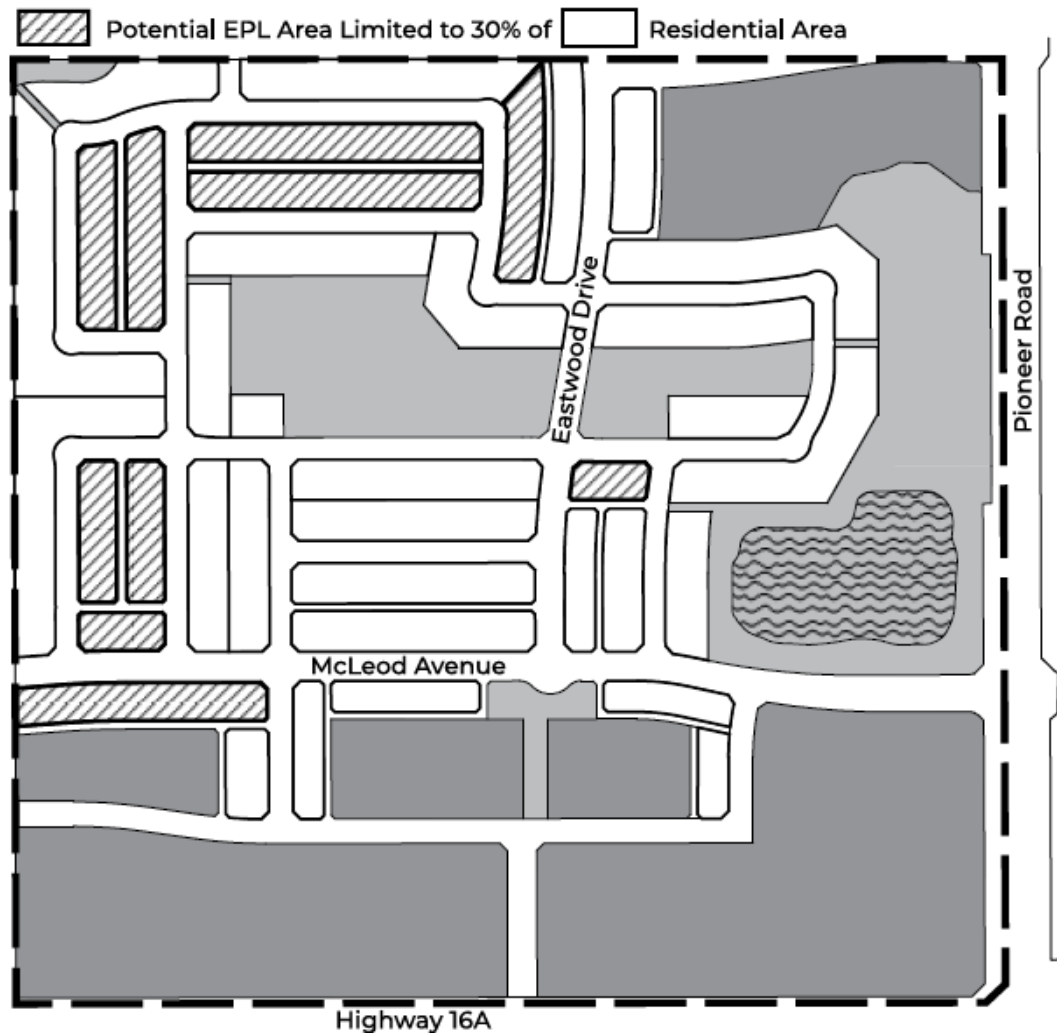 Potential EPL Area Limited to 30% of Residential Area
Eastwood Drive
Pioneer Road
McLeod Avenue
Highway 16A